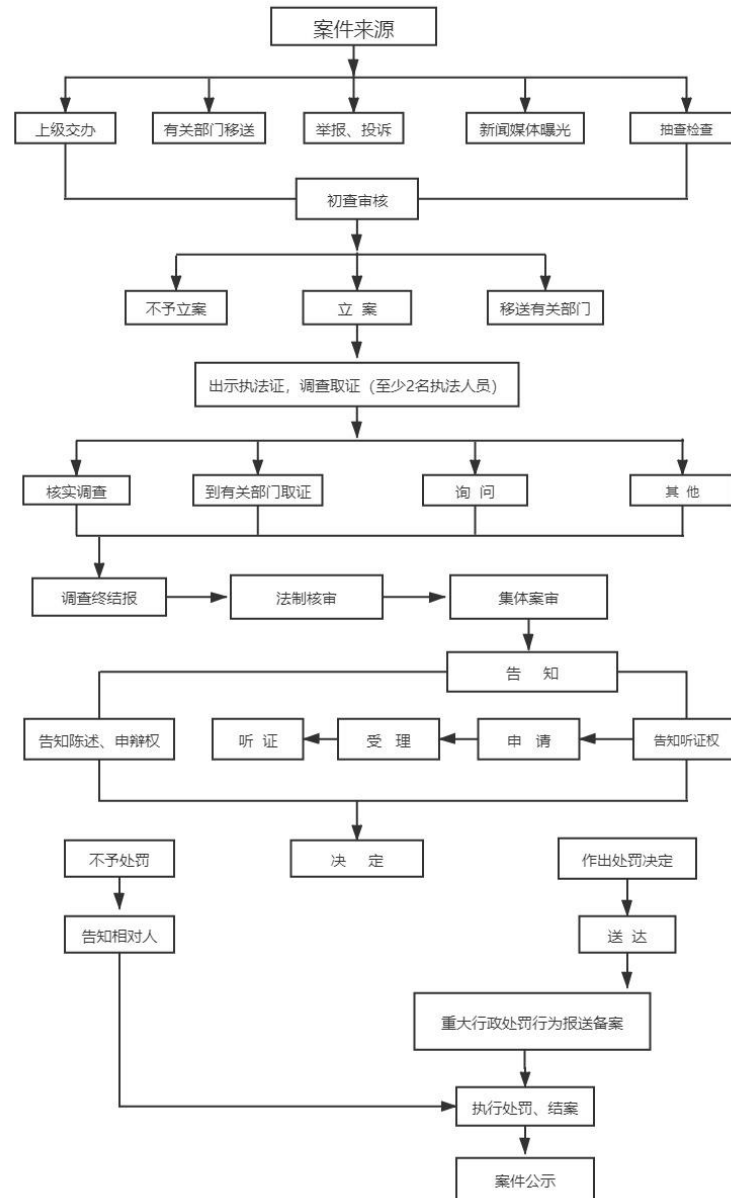 案件来源
上级交办
有关部门移送
举报、投诉
新闻媒体曝光
抽查检查
初查审核
不予立案
立 案
移送有关部门
出示执法证，调查取证（至少2名执法人员）
核实调查
到有关部门取证
询 问
其 他
调查终结报
法制核审
集体案审
告 知
告知陈述、申辩权
听 证
受 理
申 请
告知听证权
不予处罚
决 定
作出处罚决定
告知相对人
送 达
重大行政处罚行为报送备案
执行处罚、结案
案件公示